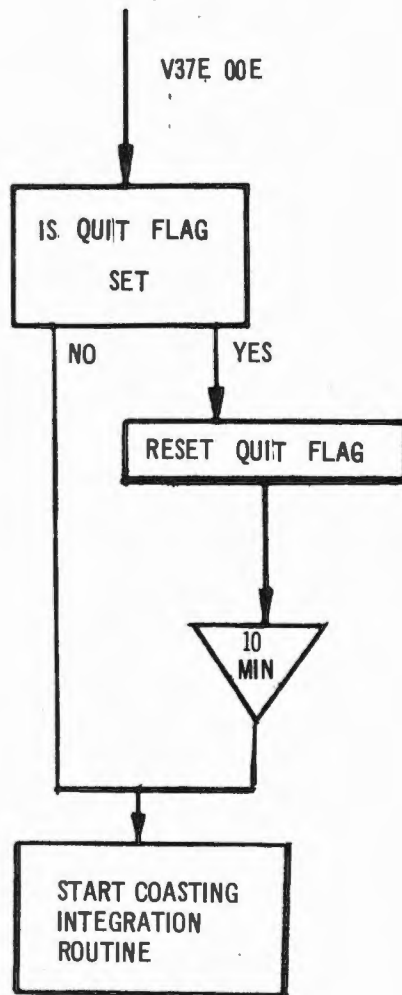 V37E 00E
IS QUIT FLAG
SET
NO
YES
RESET QUIT FLAG
10
MIN
START COASTING
INTEGRATION
ROUTINE